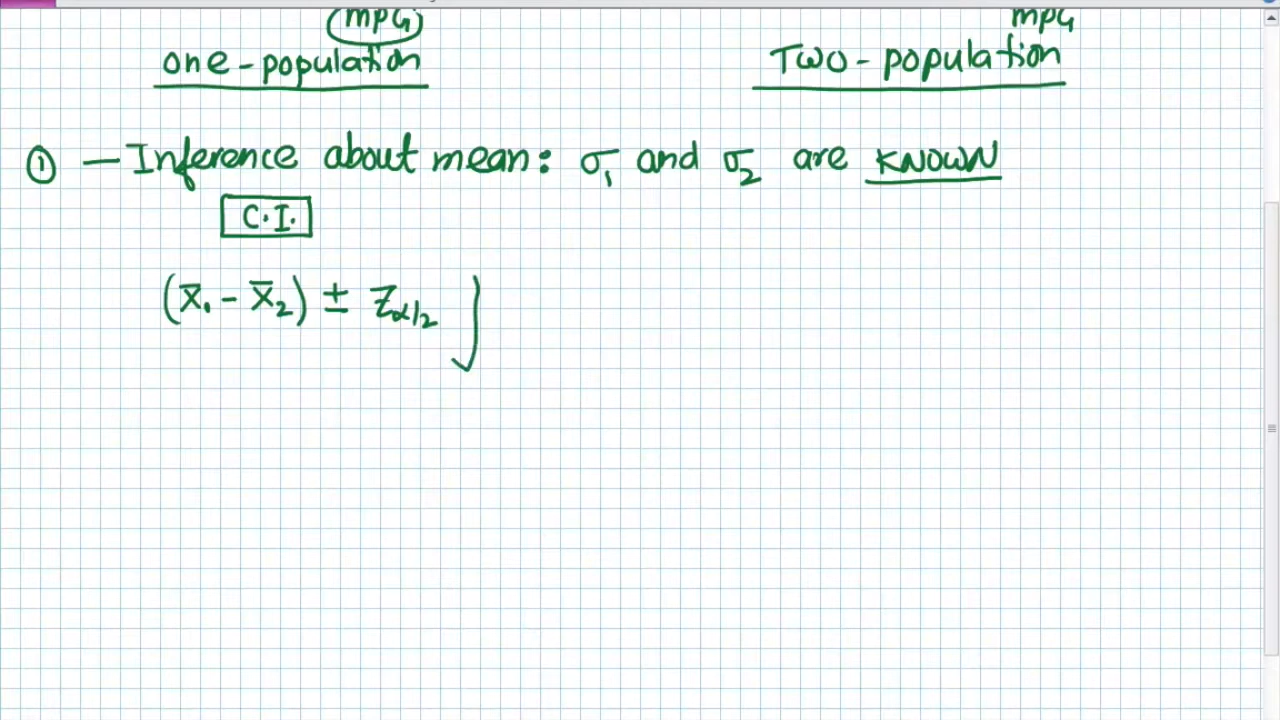 mpG mpG
one-population Two-population
① — Inference about mean: σ₁ and σ₂ are KNOWN
C.I.
(x̄₁ - x̄₂) ± Zα/2